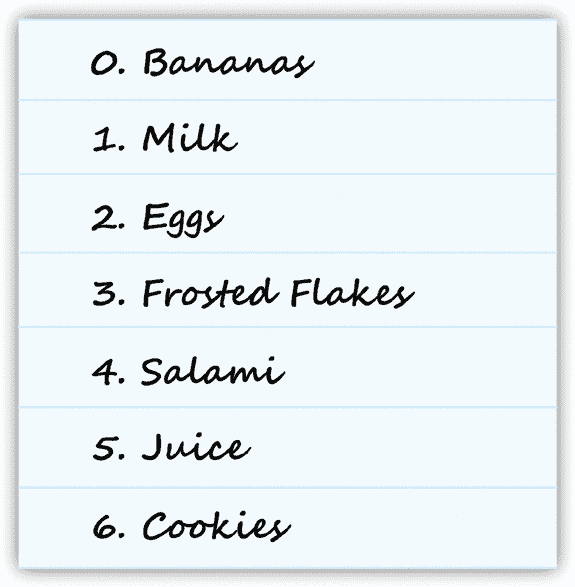 0. Bananas
1. Milk
2. Eggs
3. Frosted Flakes
4. Salami
5. Juice
6. Cookies